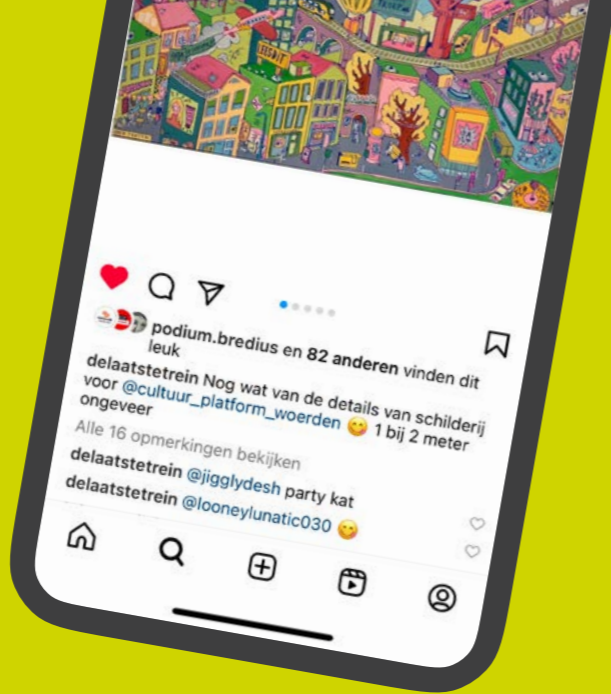 podium.bredius en 82 anderen vinden dit
leuk
delaatstetrein Nog wat van de details van schilderij
voor @cultuur_platform_woerden 😋 1 bij 2 meter
ongeveer
Alle 16 opmerkingen bekijken
delaatstetrein @jigglydesh party kat
delaatstetrein @looneylunatic030 😋